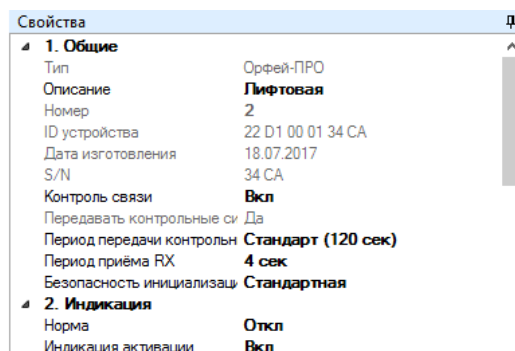 Свойства
1. Общие
Тип Орфей-ПРО
Описание Лифтовая
Номер 2
ID устройства 22 D1 00 01 34 CA
Дата изготовления 18.07.2017
S/N 34 CA
Контроль связи Вкл
Передавать контрольные си Да
Период передачи контрольн Стандарт (120 сек)
Период приёма RX 4 сек
Безопасность инициализаци Стандартная
2. Индикация
Норма Откл
Индикация активации Вкл